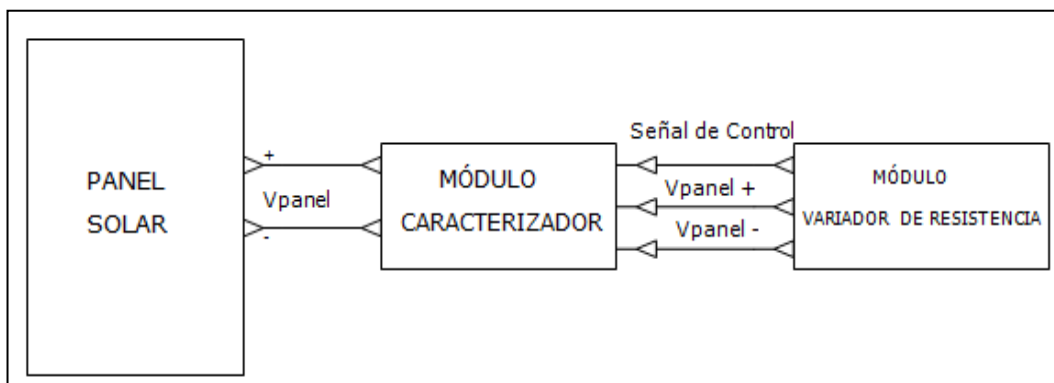 PANEL
SOLAR
+
Vpanel
-
MÓDULO
CARACTERIZADOR
Señal de Control
Vpanel +
Vpanel -
MÓDULO
VARIADOR DE RESISTENCIA